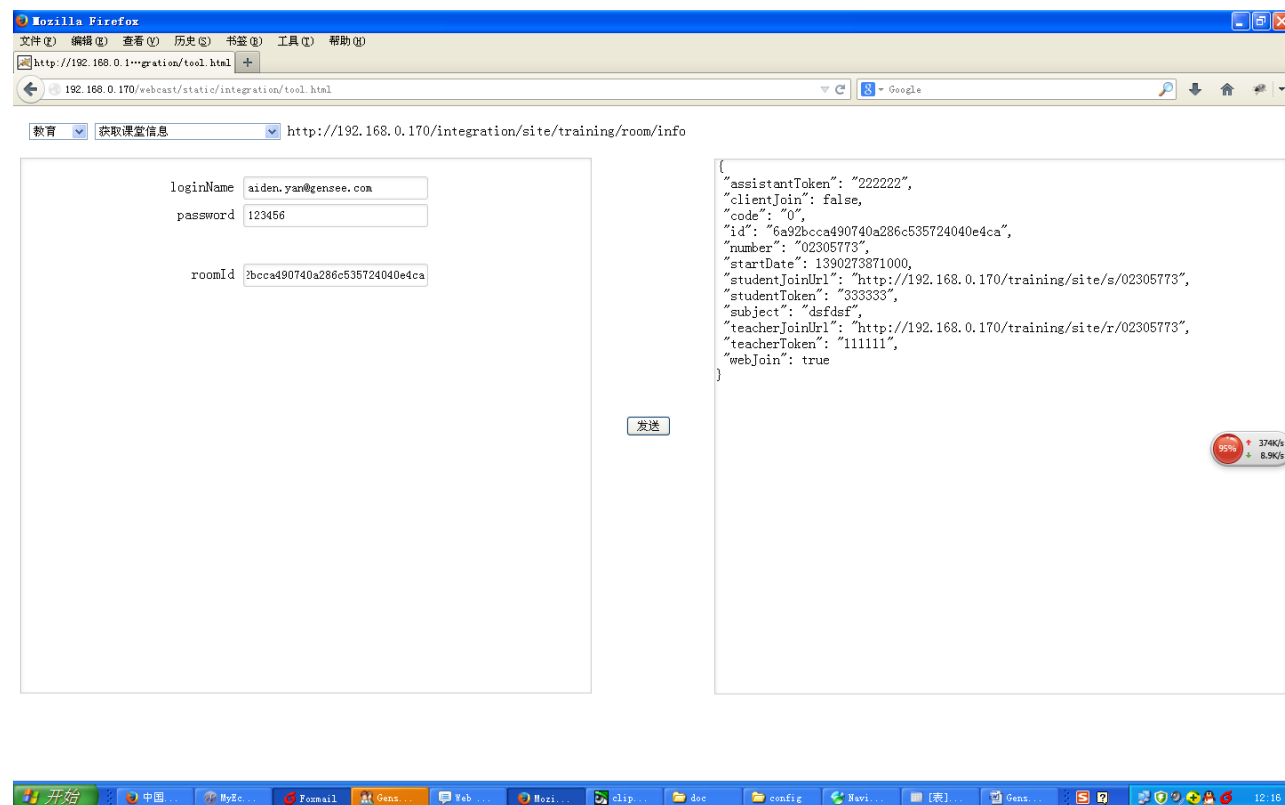 Mozilla Firefox
文件(F) 编辑(E) 查看(V) 历史(S) 书签(B) 工具(T) 帮助(H)
http://192.168.0.1…gration/tool.html +
192.168.0.170/webcast/static/integration/tool.html Google
教育 获取课堂信息 http://192.168.0.170/integration/site/training/room/info
loginName aiden.yan@gensee.com
password 123456
roomId bcca490740a286c535724040e4ca
发送
{
"assistantToken": "222222",
"clientJoin": false,
"code": "0",
"id": "6a92bcca490740a286c535724040e4ca",
"number": "02305773",
"startDate": 1390273871000,
"studentJoinUrl": "http://192.168.0.170/training/site/s/02305773",
"studentToken": "333333",
"subject": "dsfdsf",
"teacherJoinUrl": "http://192.168.0.170/training/site/r/02305773",
"teacherToken": "111111",
"webJoin": true
}
95% 374K/s
8.9K/s
开始 中国... MyEc... Foxmail Gens... Web ... Mozi... clip... doc config Navi... [表]... Gens... 12:18